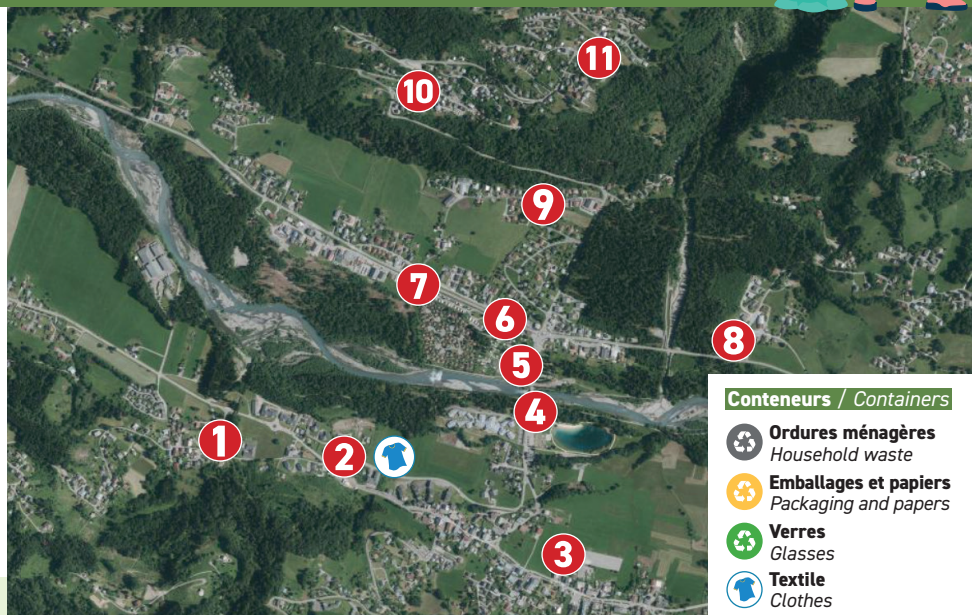 11
10
9
7
6
8
5
4
1
2
3
Conteneurs / Containers
Ordures ménagères
Household waste
Emballages et papiers
Packaging and papers
Verres
Glasses
Textile
Clothes